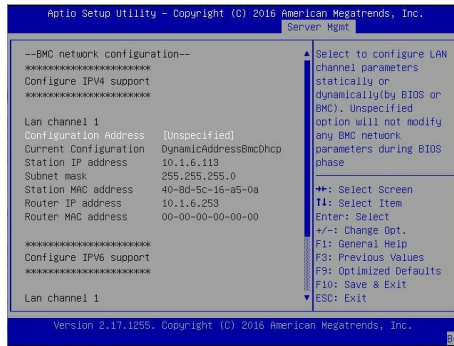 Aptio Setup Utility – Copyright (C) 2016 American Megatrends, Inc.
Server Mgmt
--BMC network configuration--
***********************
Configure IPV4 support
***********************
Lan channel 1
Configuration Address [Unspecified]
Current Configuration DynamicAddressBmcDhcp
Station IP address 10.1.6.113
Subnet mask 255.255.255.0
Station MAC address 40-8d-5c-16-a5-0a
Router IP address 10.1.6.253
Router MAC address 00-00-00-00-00-00
***********************
Configure IPV6 support
***********************
Lan channel 1
Select to configure LAN
channel parameters
statically or
dynamically(by BIOS or
BMC). Unspecified
option will not modify
any BMC network
parameters during BIOS
phase
→←: Select Screen
↑↓: Select Item
Enter: Select
+/-: Change Opt.
F1: General Help
F3: Previous Values
F9: Optimized Defaults
F10: Save & Exit
ESC: Exit
Version 2.17.1255. Copyright (C) 2016 American Megatrends, Inc.